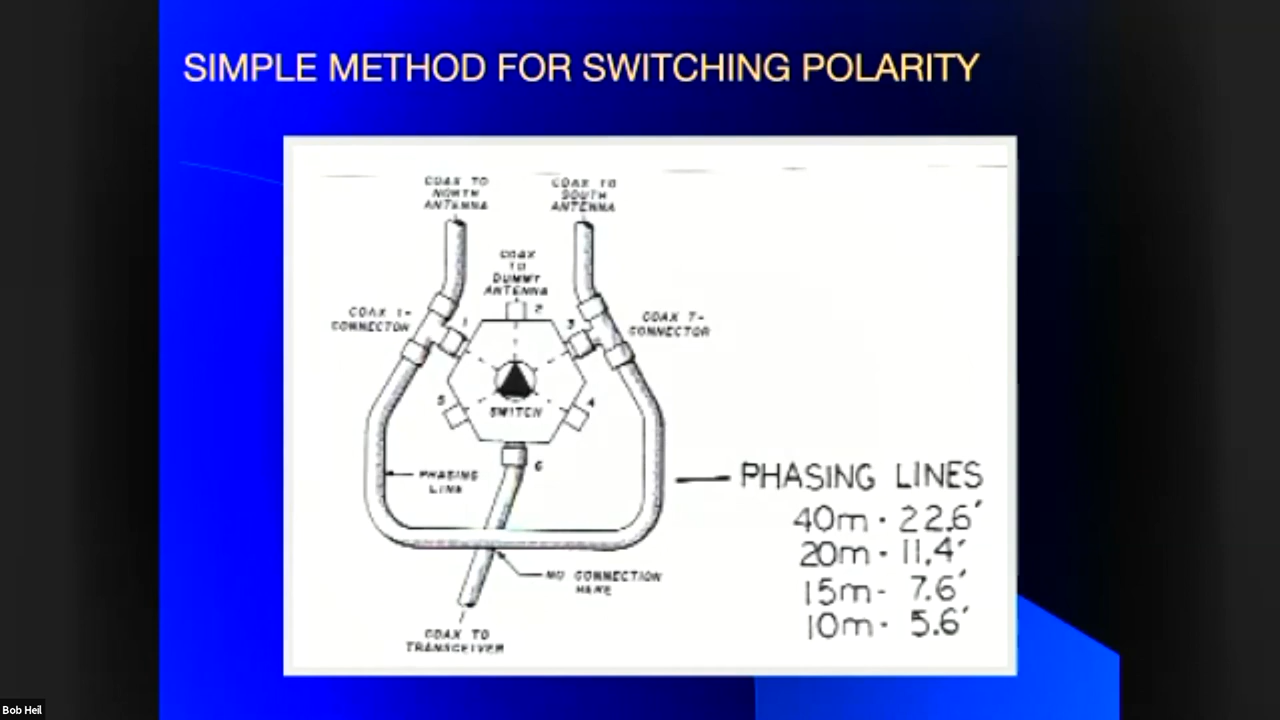 SIMPLE METHOD FOR SWITCHING POLARITY
COAX TO
NORTH
ANTENNA
COAX TO
SOUTH
ANTENNA
COAX
TO
DUMMY
ANTENNA
2
COAX T-
CONNECTOR
1
3
COAX T-
CONNECTOR
5
SWITCH
4
6
PHASING
LINE
PHASING LINES
40m - 22.6'
20m - 11.4'
15m - 7.6'
10m - 5.6'
NO CONNECTION
HERE
COAX TO
TRANSCEIVER
Bob Heil